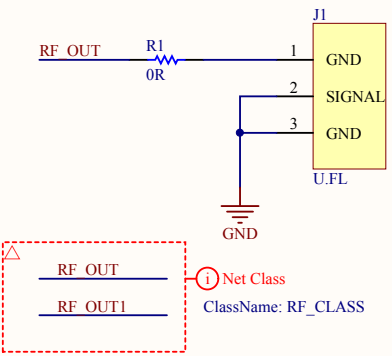 J1
RF_OUT
R1
0R
1
GND
2
SIGNAL
3
GND
U.FL
GND
RF_OUT
i Net Class
RF_OUT1
ClassName: RF_CLASS